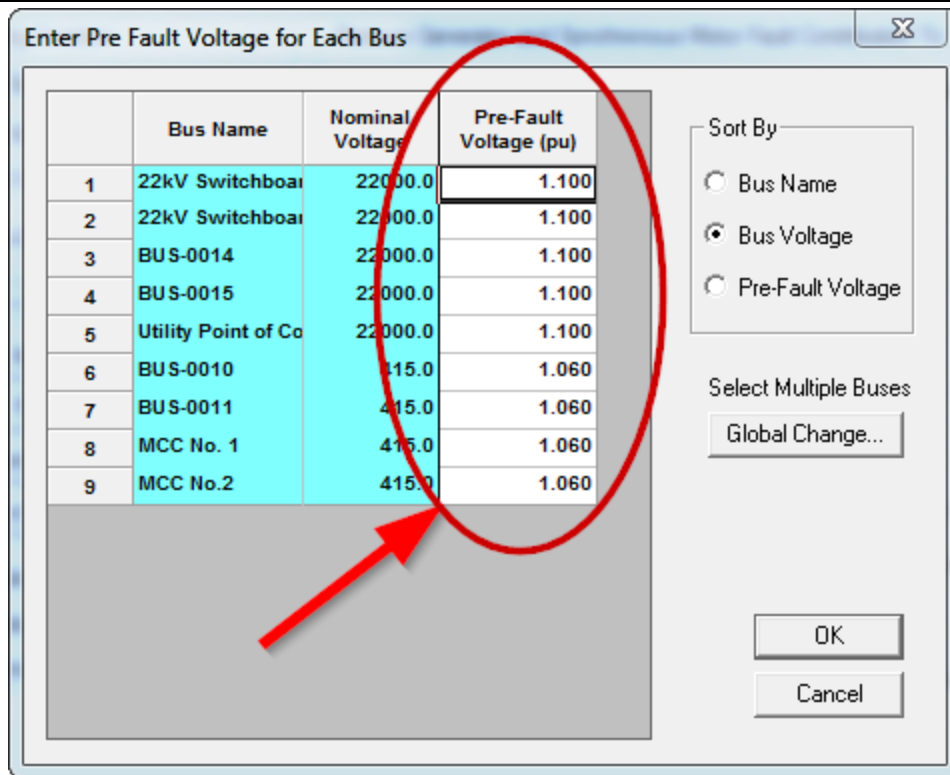 Enter Pre Fault Voltage for Each Bus
Bus Name Nominal Voltage Pre-Fault Voltage (pu)
1 22kV Switchboar 22000.0 1.100
2 22kV Switchboar 22000.0 1.100
3 BUS-0014 22000.0 1.100
4 BUS-0015 22000.0 1.100
5 Utility Point of Co 22000.0 1.100
6 BUS-0010 415.0 1.060
7 BUS-0011 415.0 1.060
8 MCC No. 1 415.0 1.060
9 MCC No.2 415.0 1.060
Sort By
Bus Name
Bus Voltage
Pre-Fault Voltage
Select Multiple Buses
Global Change...
OK
Cancel